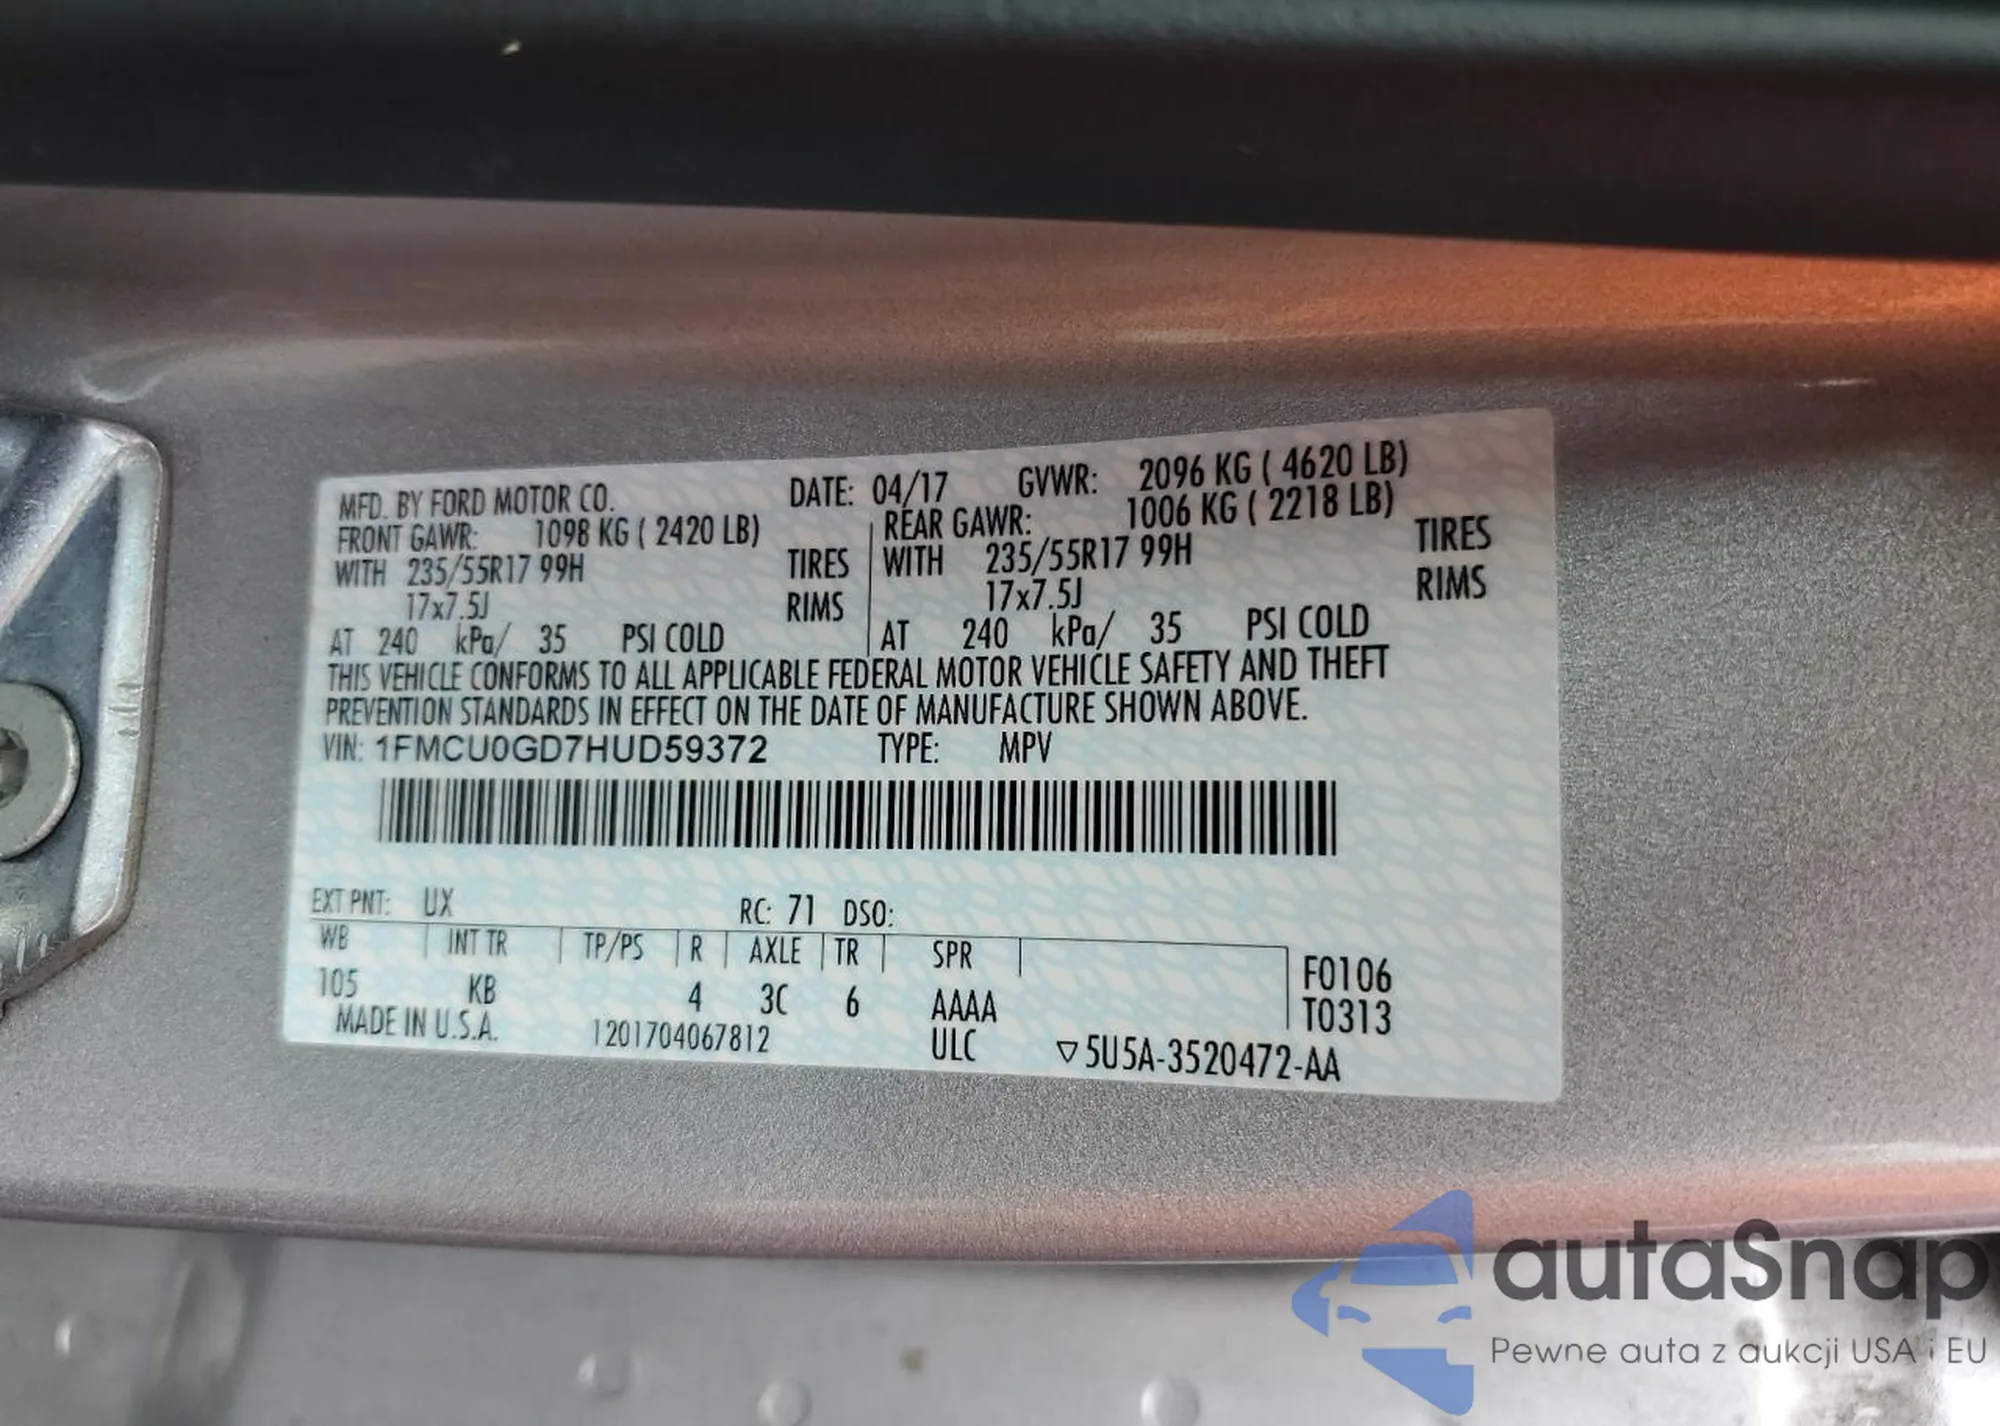 MFD. BY FORD MOTOR CO. DATE: 04/17 GVWR: 2096 KG ( 4620 LB)
FRONT GAWR: 1098 KG ( 2420 LB) REAR GAWR: 1006 KG ( 2218 LB)
WITH 235/55R17 99H TIRES WITH 235/55R17 99H TIRES
17x7.5J RIMS 17x7.5J RIMS
AT 240 kPa/ 35 PSI COLD AT 240 kPa/ 35 PSI COLD
THIS VEHICLE CONFORMS TO ALL APPLICABLE FEDERAL MOTOR VEHICLE SAFETY AND THEFT
PREVENTION STANDARDS IN EFFECT ON THE DATE OF MANUFACTURE SHOWN ABOVE.
VIN: 1FMCU0GD7HUD59372 TYPE: MPV
EXT PNT: UX RC: 71 DSO:
WB INT TR TP/PS R AXLE TR SPR
F0106
105 KB 4 3C 6 AAAA T0313
MADE IN U.S.A. 1201704067812 ULC ▽5U5A-3520472-AA
autaSnap
Pewne auta z aukcji USA i EU